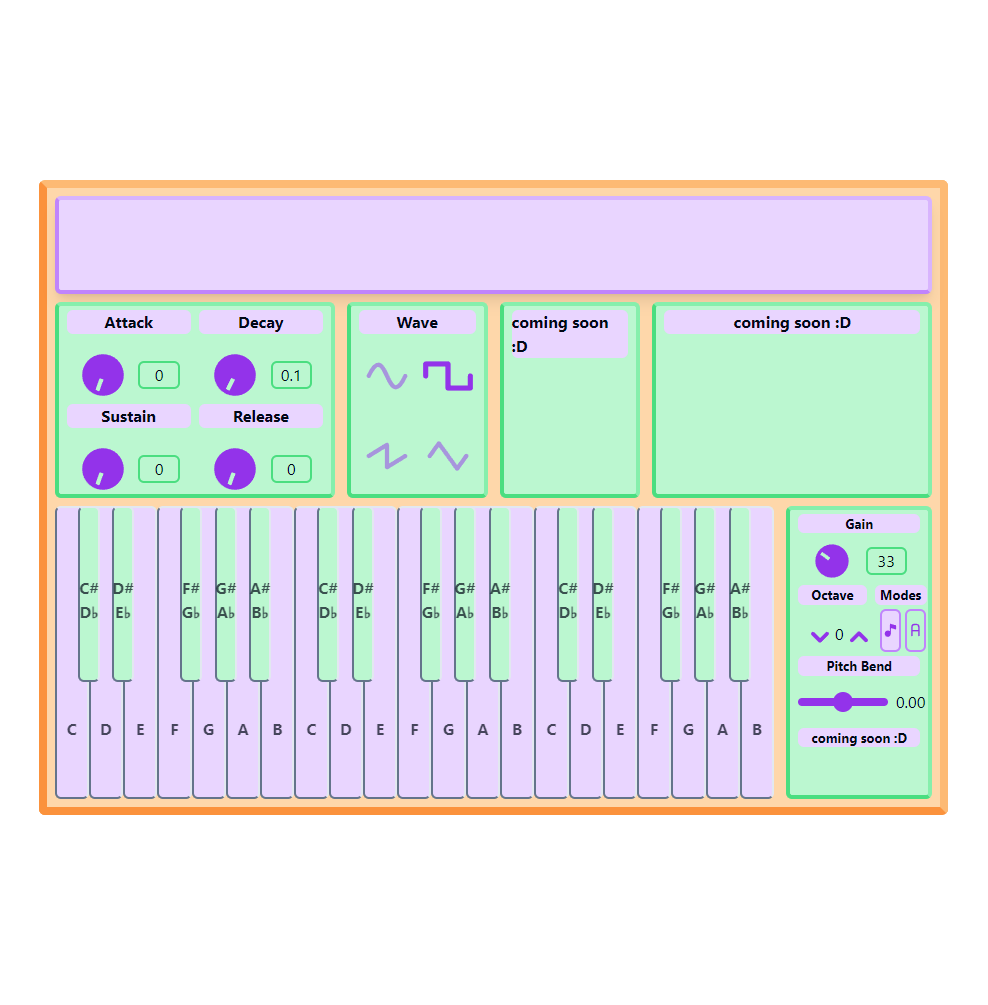 Attack Decay Wave coming soon :D coming soon :D
0 0.1
Sustain Release
0 0
Gain
33
C# D# F# G# A# C# D# F# G# A# C# D# F# G# A#
D♭ E♭ G♭ A♭ B♭ D♭ E♭ G♭ A♭ B♭ D♭ E♭ G♭ A♭ B♭
Octave Modes
0 A
Pitch Bend
0.00
C D E F G A B C D E F G A B C D E F G A B
coming soon :D